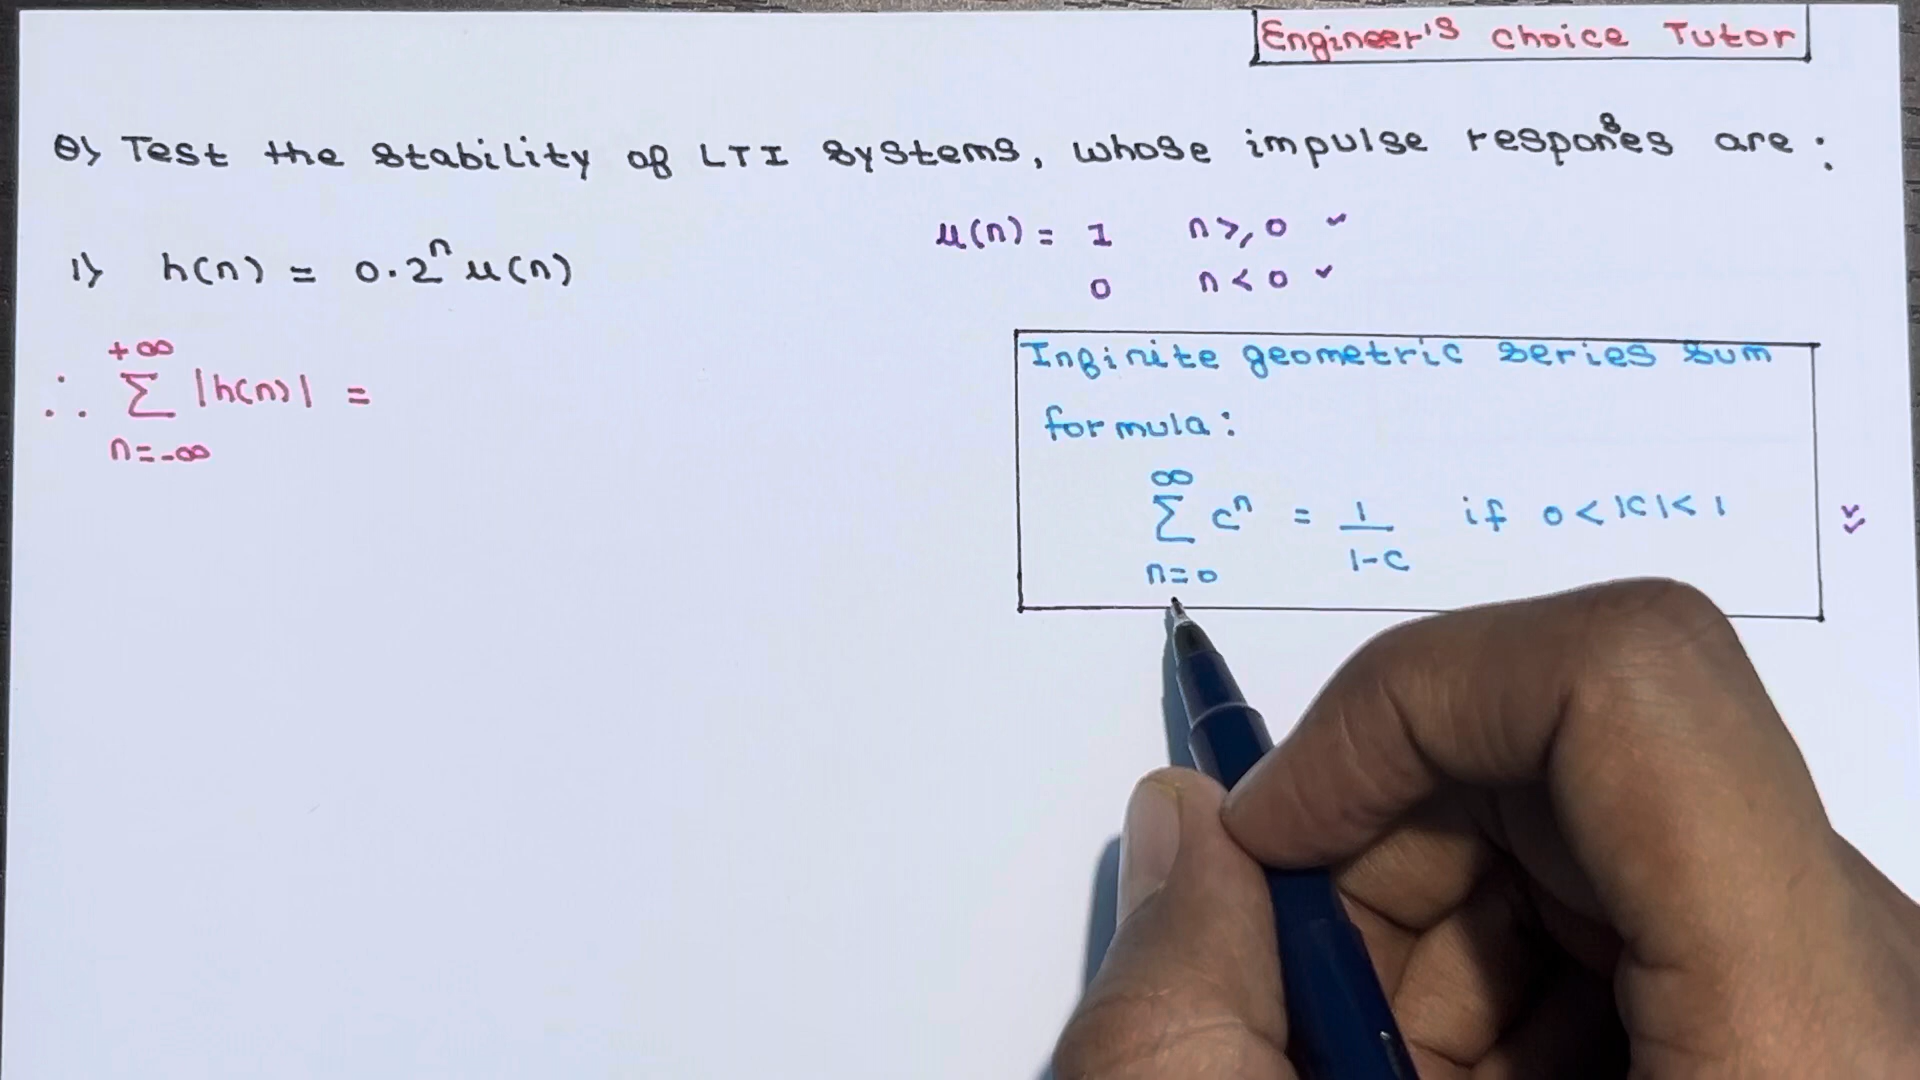 Engineer's choice Tutor
Q) Test the stability of LTI systems, whose impulse responses are :
u(n) = 1 n≥0 ✓
0 n<0 ✓
1) h(n) = 0.2ⁿ u(n)
+∞
∴ Σ |h(n)| =
n=-∞
Infinite geometric series sum
formula:
∞
Σ cⁿ = 1/(1-c) if 0<|c|<1
n=0